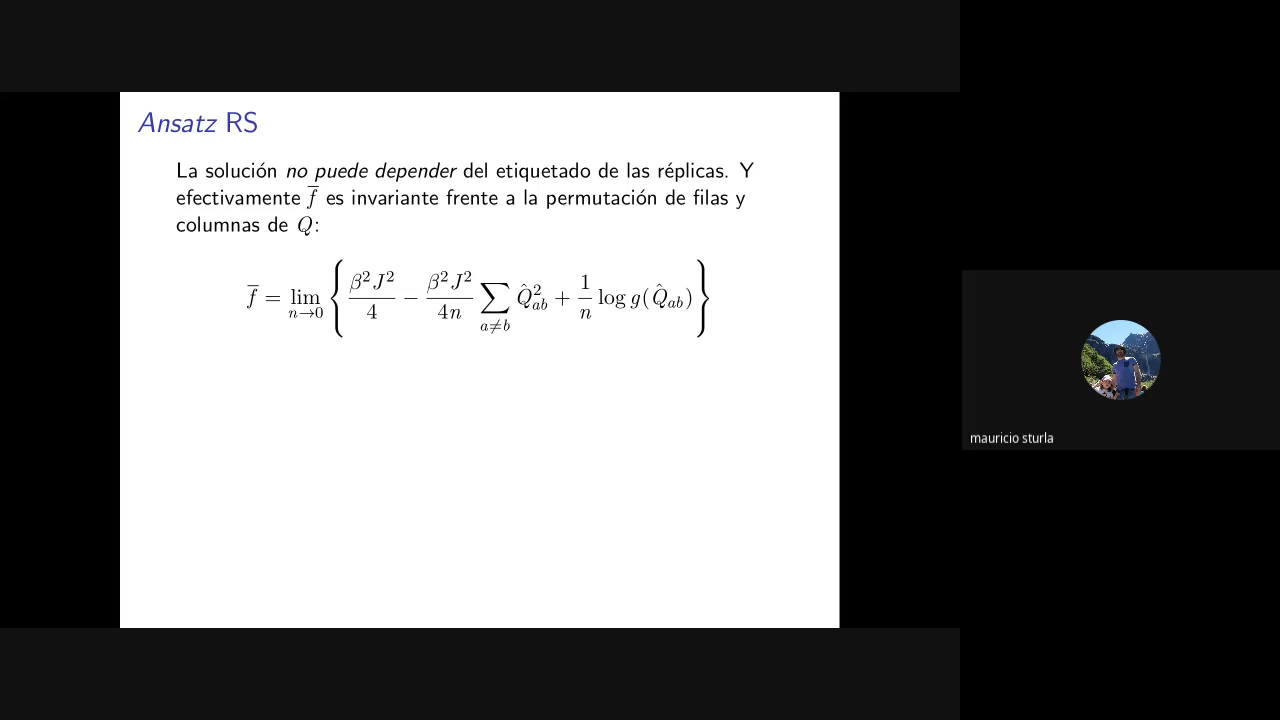 Ansatz RS
La solución no puede depender del etiquetado de las réplicas. Y
efectivamente f̅ es invariante frente a la permutación de filas y
columnas de Q:
f̅ = lim_{n→0} { β²J²/4 − β²J²/4n ∑_{a≠b} Q̂²_{ab} + 1/n log g(Q̂_{ab}) }
mauricio sturla